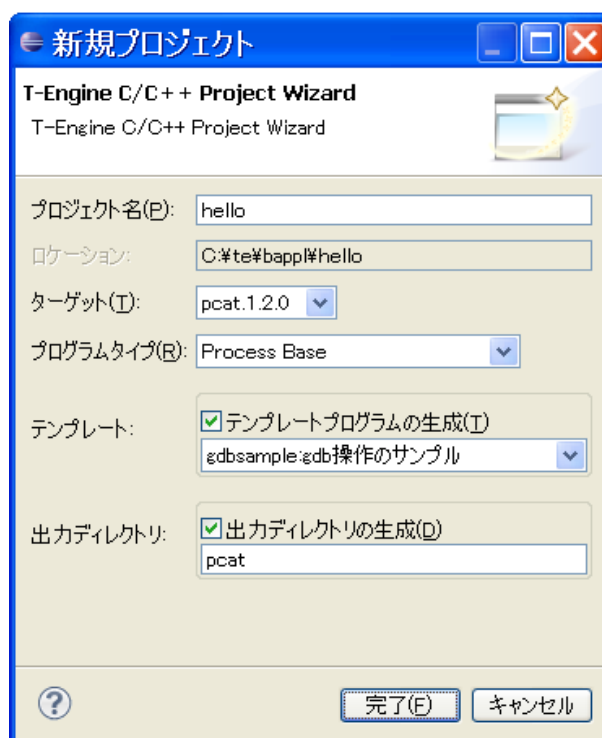 新規プロジェクト
T-Engine C/C++ Project Wizard
T-Engine C/C++ Project Wizard
プロジェクト名(P): hello
ロケーション: C:¥te¥bappl¥hello
ターゲット(T): pcat.1.2.0
プログラムタイプ(R): Process Base
テンプレート: テンプレートプログラムの生成(T)
gdbsample:gdb操作のサンプル
出力ディレクトリ: 出力ディレクトリの生成(D)
pcat
?
完了(F) キャンセル